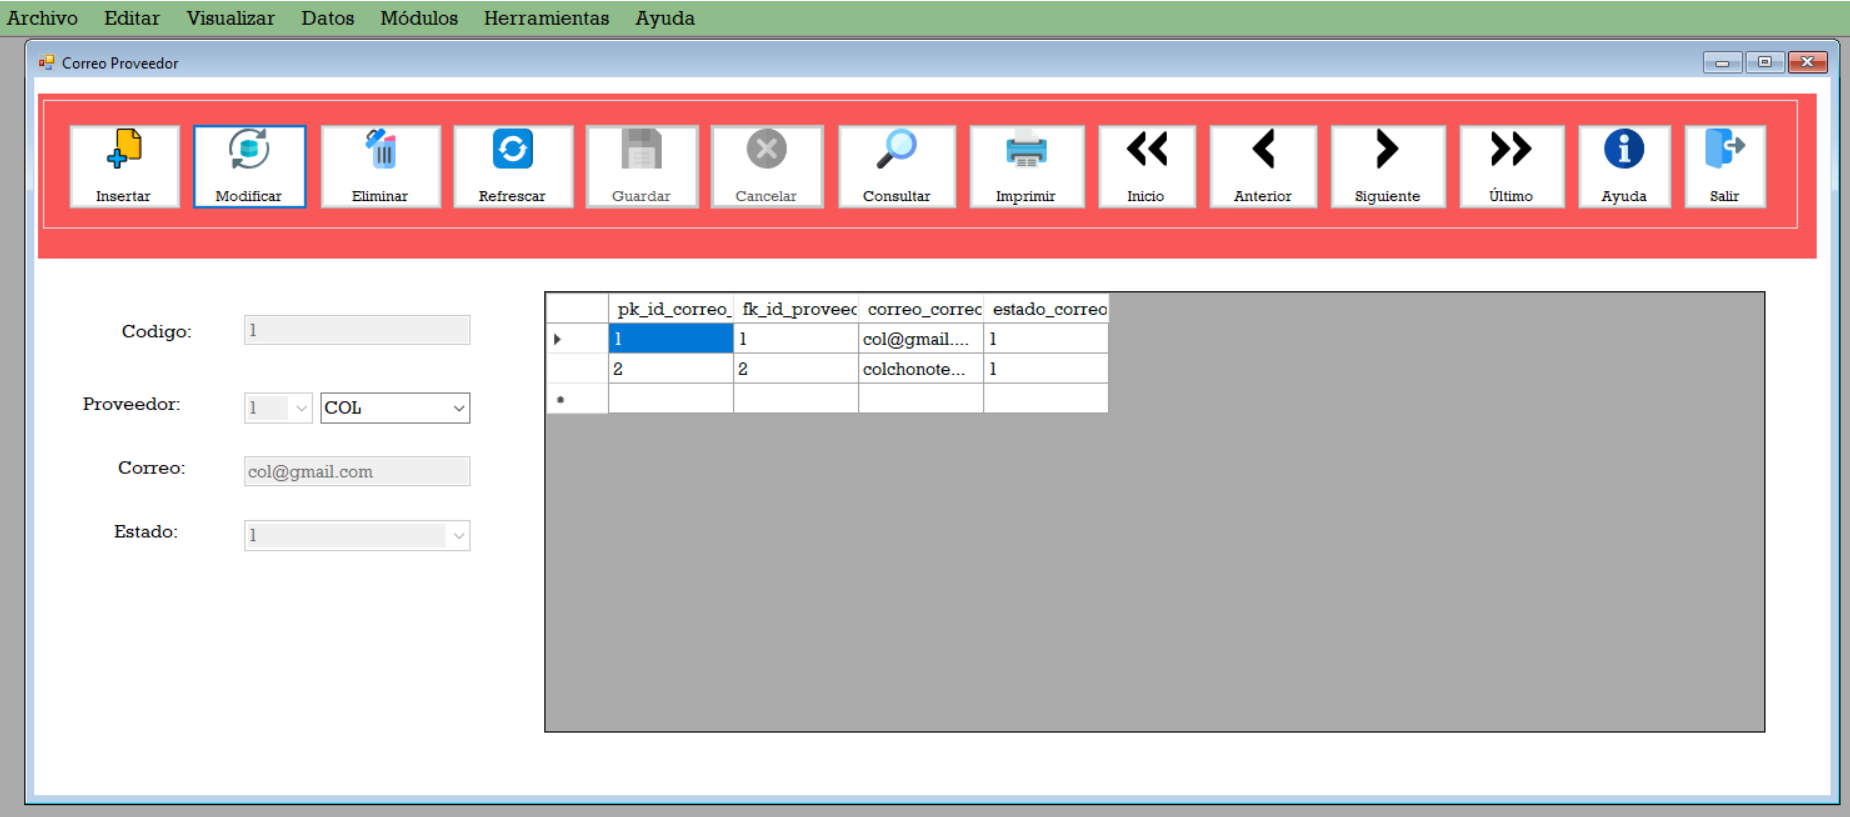 Archivo Editar Visualizar Datos Módulos Herramientas Ayuda
Correo Proveedor
Insertar Modificar Eliminar Refrescar Guardar Cancelar Consultar Imprimir Inicio Anterior Siguiente Último Ayuda Salir
pk_id_correo_ fk_id_proveec correo_correc estado_correo
Codigo: 1
1 1 col@gmail.... 1
2 2 colchonote... 1
Proveedor: 1 COL
Correo: col@gmail.com
Estado: 1